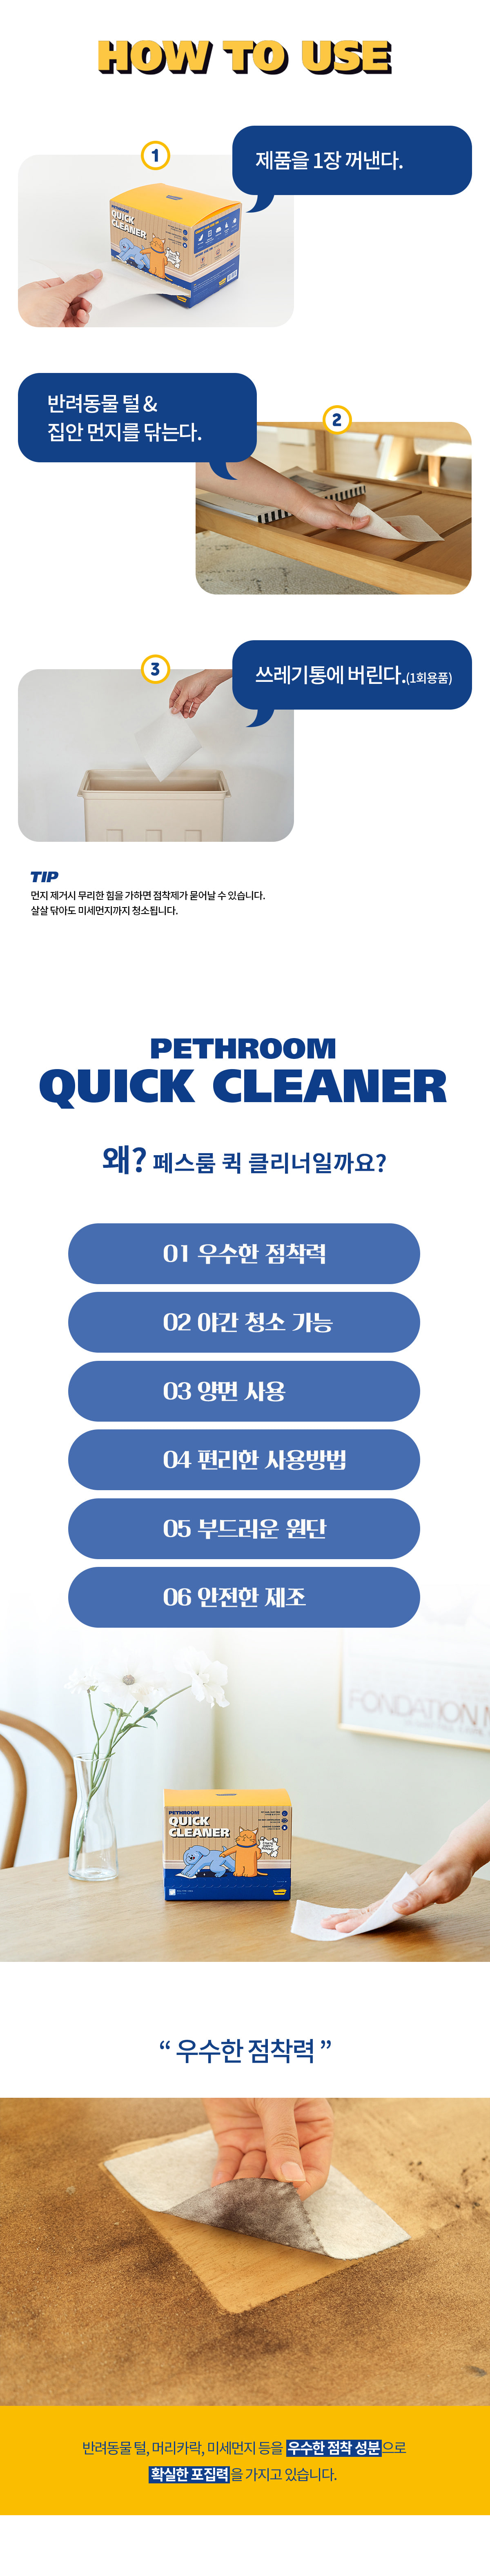 HOW TO USE
1
제품을 1장 꺼낸다.
PETHROOM
QUICK
CLEANER
반려동물 털 &
집안 먼지를 닦는다.
2
3
쓰레기통에 버린다.(1회용품)
TIP
먼지 제거시 무리한 힘을 가하면 점착제가 묻어날 수 있습니다.
살살 닦아도 미세먼지까지 청소됩니다.
PETHROOM
QUICK CLEANER
왜? 페스룸 퀵 클리너일까요?
01 우수한 점착력
02 야간 청소 가능
03 양면 사용
04 편리한 사용방법
05 부드러운 원단
06 안전한 제조
FONDATION
PETHROOM
QUICK
CLEANER
“ 우수한 점착력 ”
반려동물 털, 머리카락, 미세먼지 등을 우수한 점착 성분으로
확실한 포집력을 가지고 있습니다.